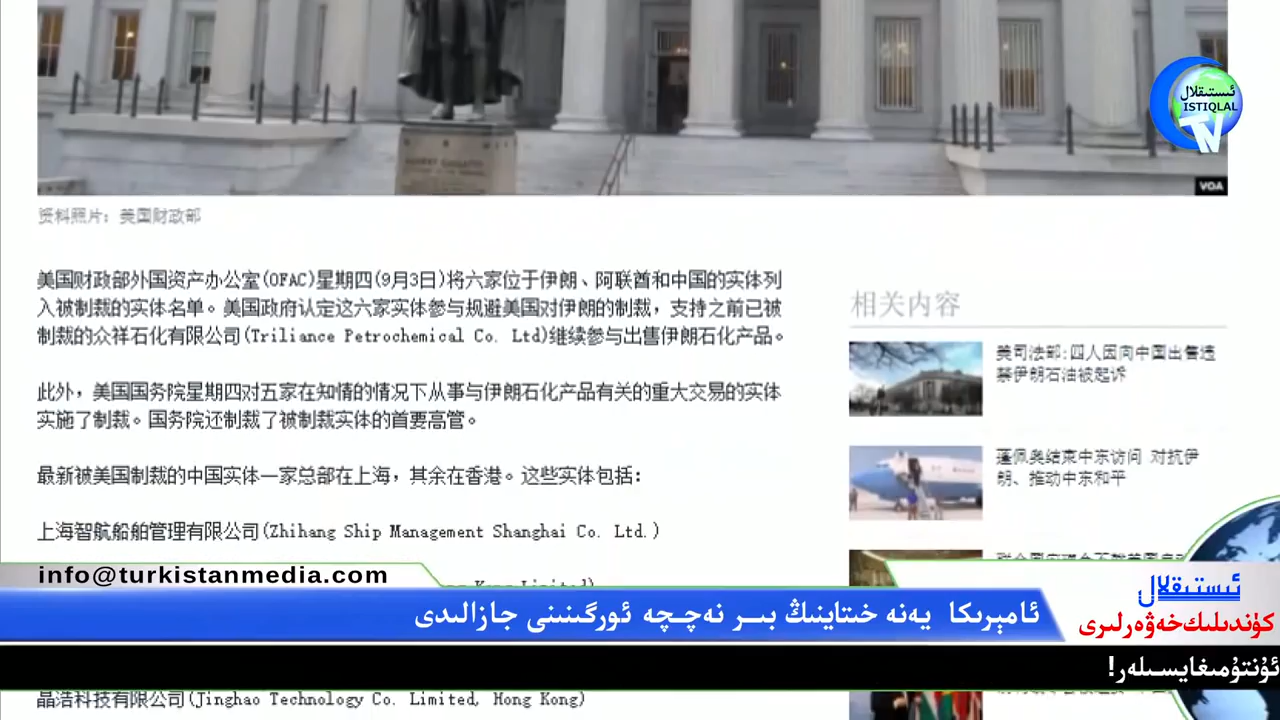 ئىستىقلال
ISTIQLAL
TV
VOA
资料照片：美国财政部
美国财政部外国资产办公室(OFAC)星期四(9月3日)将六家位于伊朗、阿联酋和中国的实体列
入被制裁的实体名单。美国政府认定这六家实体参与规避美国对伊朗的制裁，支持之前已被
制裁的众祥石化有限公司(Triliance Petrochemical Co. Ltd)继续参与出售伊朗石化产品。
此外，美国国务院星期四对五家在知情的情况下从事与伊朗石化产品有关的重大交易的实体
实施了制裁。国务院还制裁了被制裁实体的首要高管。
最新被美国制裁的中国实体一家总部在上海，其余在香港。这些实体包括：
上海智航船舶管理有限公司(Zhihang Ship Management Shanghai Co. Ltd.)
相关内容
美司法部:四人因向中国出售违
禁伊朗石油被起诉
蓬佩奥结束中东访问 对抗伊
朗、推动中东和平
info@turkistanmedia.com
Kong Limited)
ئامېرىكا يەنە خىتاينىڭ بىر نەچچە ئورگىنىنى جازالىدى
ئىستىقلال
كۈندىلىك خەۋەرلىرى
ئۇنتۇمىغايسىلەر!
晶浩科技有限公司(Jinghao Technology Co. Limited, Hong Kong)